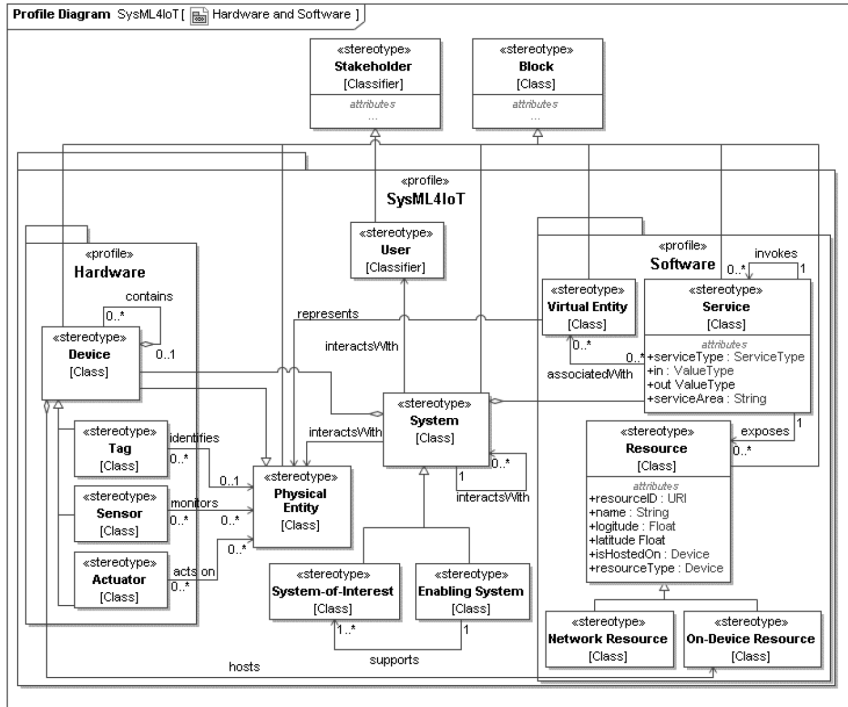 Profile Diagram SysML4IoT [ Hardware and Software ]
«stereotype»
Stakeholder
[Classifier]
attributes
...
«stereotype»
Block
[Class]
attributes
...
«profile»
SysML4IoT
«stereotype»
User
[Classifier]
«profile»
Hardware
contains
0..*
0..1
«stereotype»
Device
[Class]
«stereotype»
Tag
[Class]
identifies
0..*
0..1
«stereotype»
Sensor
[Class]
monitors
0..*
0..*
«stereotype»
Actuator
[Class]
acts on
0..*
0..*
«stereotype»
Physical
Entity
[Class]
represents
interactsWith
interactsWith
«stereotype»
System
[Class]
0..*
1
interactsWith
«stereotype»
System-of-Interest
[Class]
«stereotype»
Enabling System
[Class]
1..*
1
supports
hosts
«profile»
Software
invokes
0..*
1
«stereotype»
Virtual Entity
[Class]
0..*
0..*
associatedWith
«stereotype»
Service
[Class]
attributes
+serviceType : ServiceType
+in : ValueType
+out ValueType
+serviceArea : String
1
exposes
0..*
«stereotype»
Resource
[Class]
attributes
+resourceID : URI
+name : String
+logitude : Float
+latitude Float
+isHostedOn : Device
+resourceType : Device
«stereotype»
Network Resource
[Class]
«stereotype»
On-Device Resource
[Class]